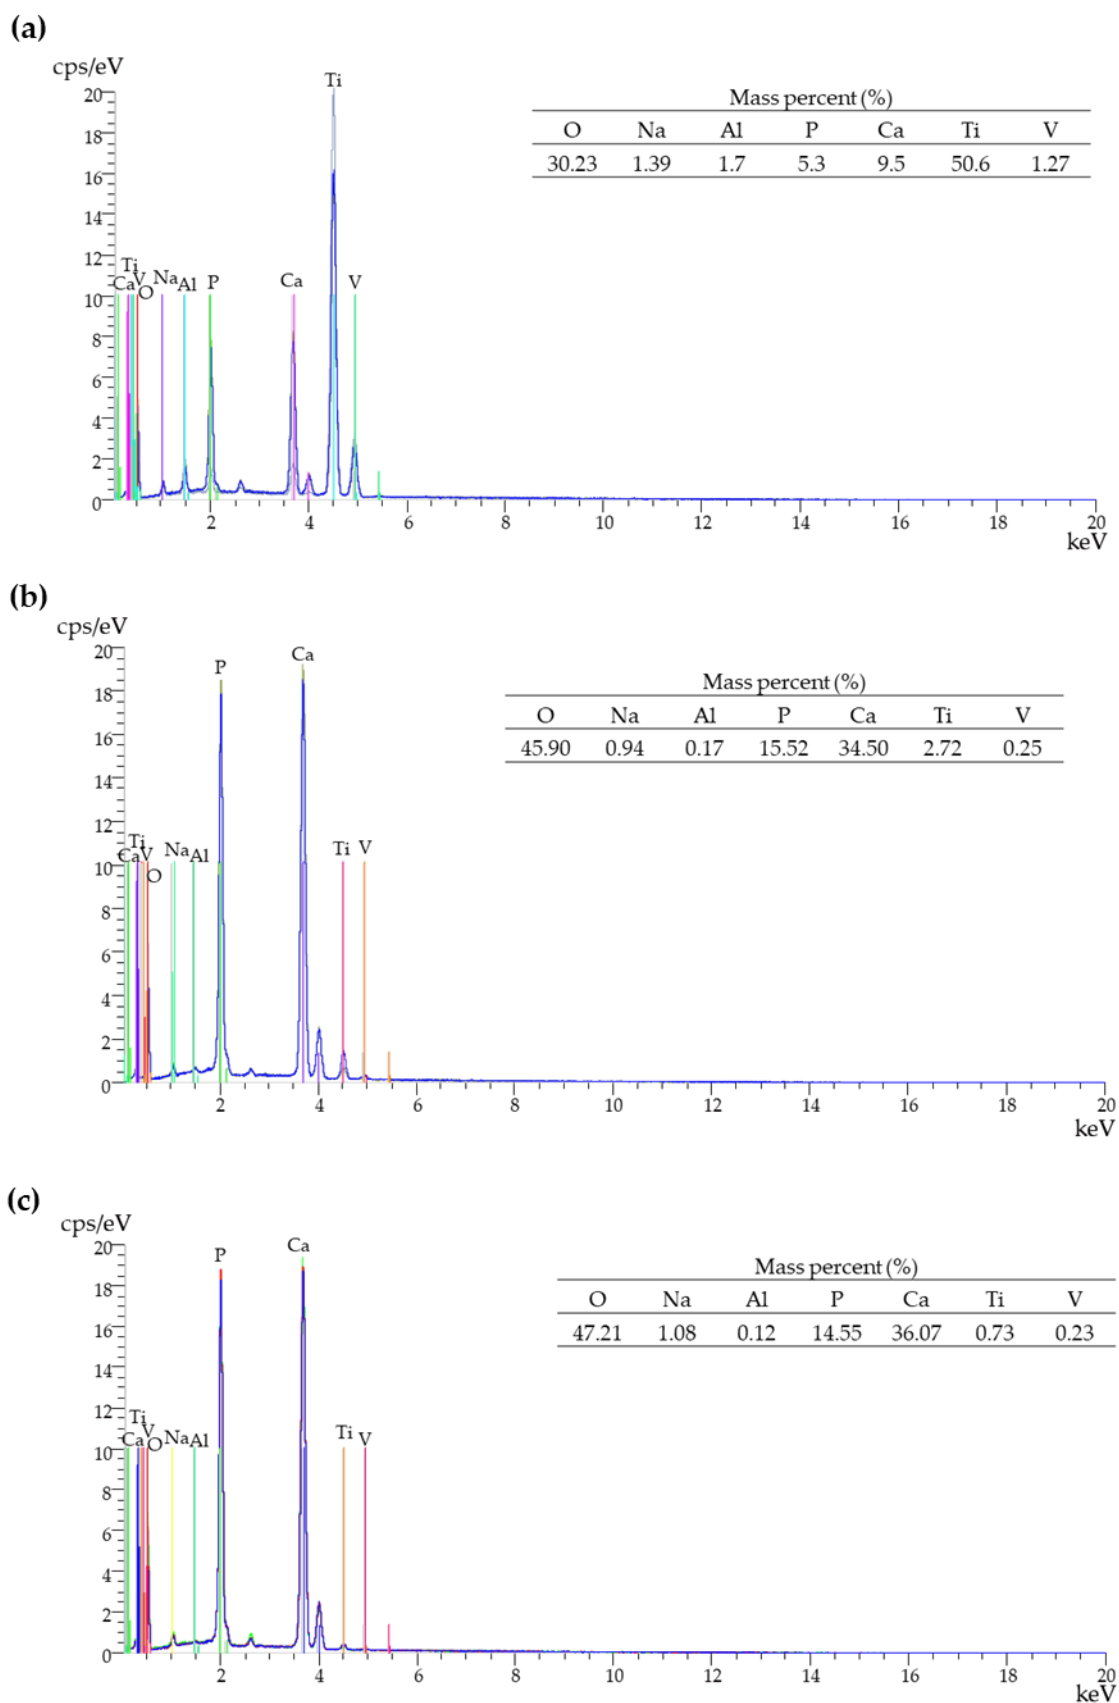 (a)
cps/eV
Ti
20
18
16
14
12
10
8
6
4
2
0
Mass percent (%)
O Na Al P Ca Ti V
30.23 1.39 1.7 5.3 9.5 50.6 1.27
Ti
Ca V O Na Al P Ca V
2 4 6 8 10 12 14 16 18 20
keV
(b)
cps/eV
20
18
16
14
12
10
8
6
4
2
0
P Ca
Mass percent (%)
O Na Al P Ca Ti V
45.90 0.94 0.17 15.52 34.50 2.72 0.25
Ti
Ca V O Na Al Ti V
2 4 6 8 10 12 14 16 18 20
keV
(c)
cps/eV
20
18
16
14
12
10
8
6
4
2
0
P Ca
Mass percent (%)
O Na Al P Ca Ti V
47.21 1.08 0.12 14.55 36.07 0.73 0.23
Ti
Ca V O Na Al Ti V
2 4 6 8 10 12 14 16 18 20
keV